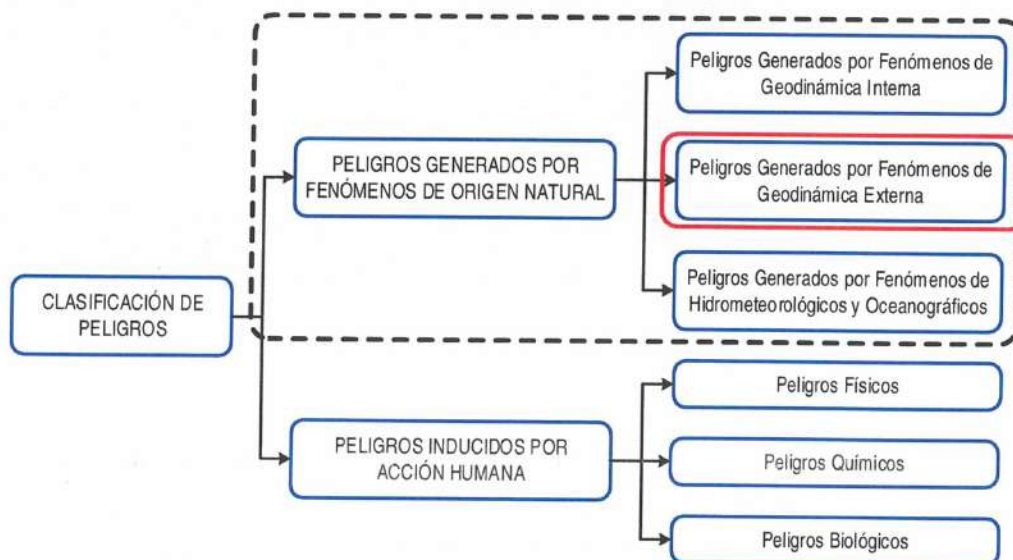 CLASIFICACIÓN DE
PELIGROS
PELIGROS GENERADOS POR
FENÓMENOS DE ORIGEN NATURAL
Peligros Generados por Fenómenos de
Geodinámica Interna
Peligros Generados por Fenómenos de
Geodinámica Externa
Peligros Generados por Fenómenos de
Hidrometeorológicos y Oceanográficos
PELIGROS INDUCIDOS POR
ACCIÓN HUMANA
Peligros Físicos
Peligros Químicos
Peligros Biológicos